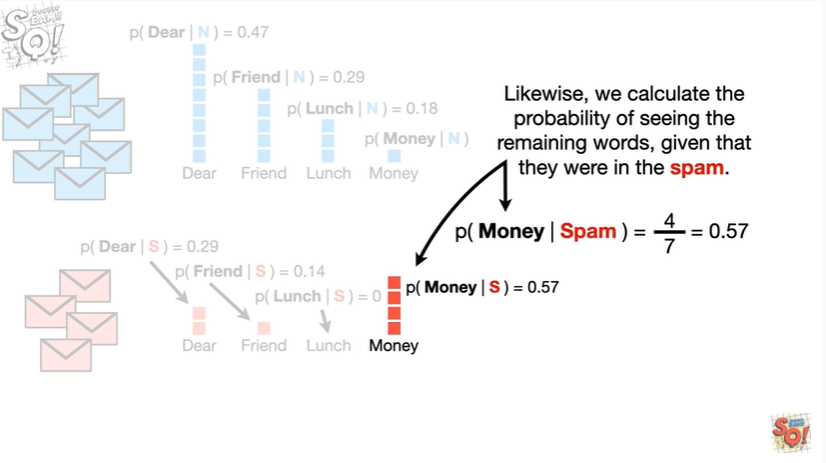 SQ!
p( Dear | N ) = 0.47
p( Friend | N ) = 0.29
p( Lunch | N ) = 0.18
p( Money | N )
Dear Friend Lunch Money
Likewise, we calculate the
probability of seeing the
remaining words, given that
they were in the spam.
p( Money | Spam ) = 4/7 = 0.57
p( Dear | S ) = 0.29
p( Friend | S ) = 0.14
p( Lunch | S ) = 0
p( Money | S ) = 0.57
Dear Friend Lunch Money
SQ!